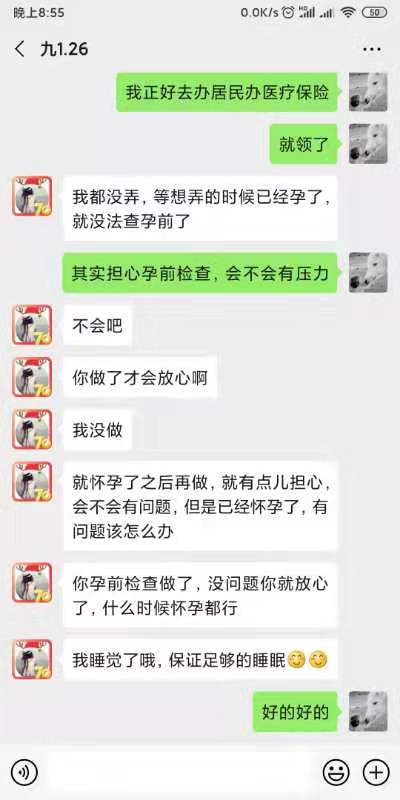 晚上8:55
0.0K/s
HD
50
九1.26
我正好去办居民办医疗保险
就领了
我都没弄，等想弄的时候已经孕了，
就没法查孕前了
其实担心孕前检查，会不会有压力
不会吧
你做了才会放心啊
我没做
就怀孕了之后再做，就有点儿担心，
会不会有问题，但是已经怀孕了，有
问题该怎么办
你孕前检查做了，没问题你就放心
了，什么时候怀孕都行
我睡觉了哦，保证足够的睡眠😊😊
好的好的